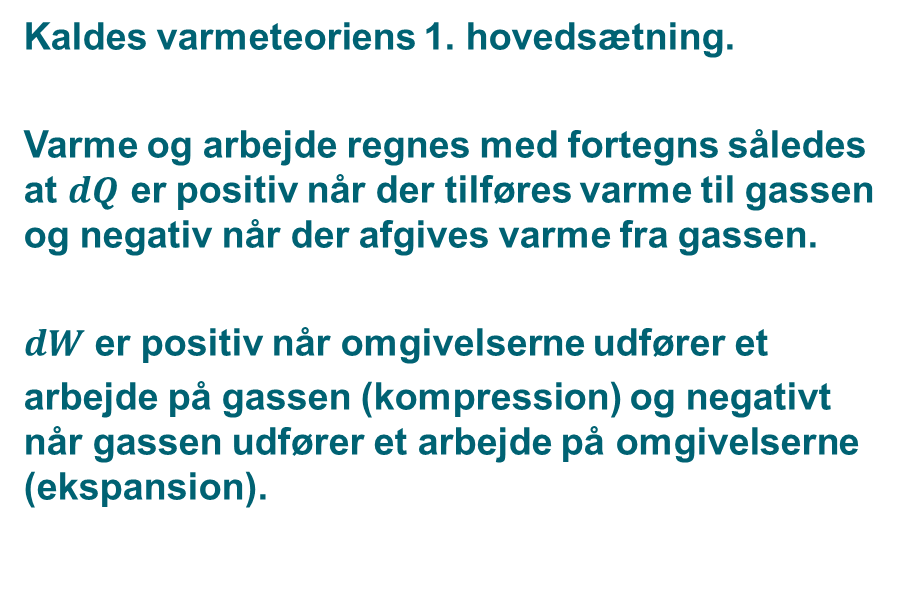 Kaldes varmeteoriens 1. hovedsætning.
Varme og arbejde regnes med fortegns således
at dQ er positiv når der tilføres varme til gassen
og negativ når der afgives varme fra gassen.
dW er positiv når omgivelserne udfører et
arbejde på gassen (kompression) og negativt
når gassen udfører et arbejde på omgivelserne
(ekspansion).